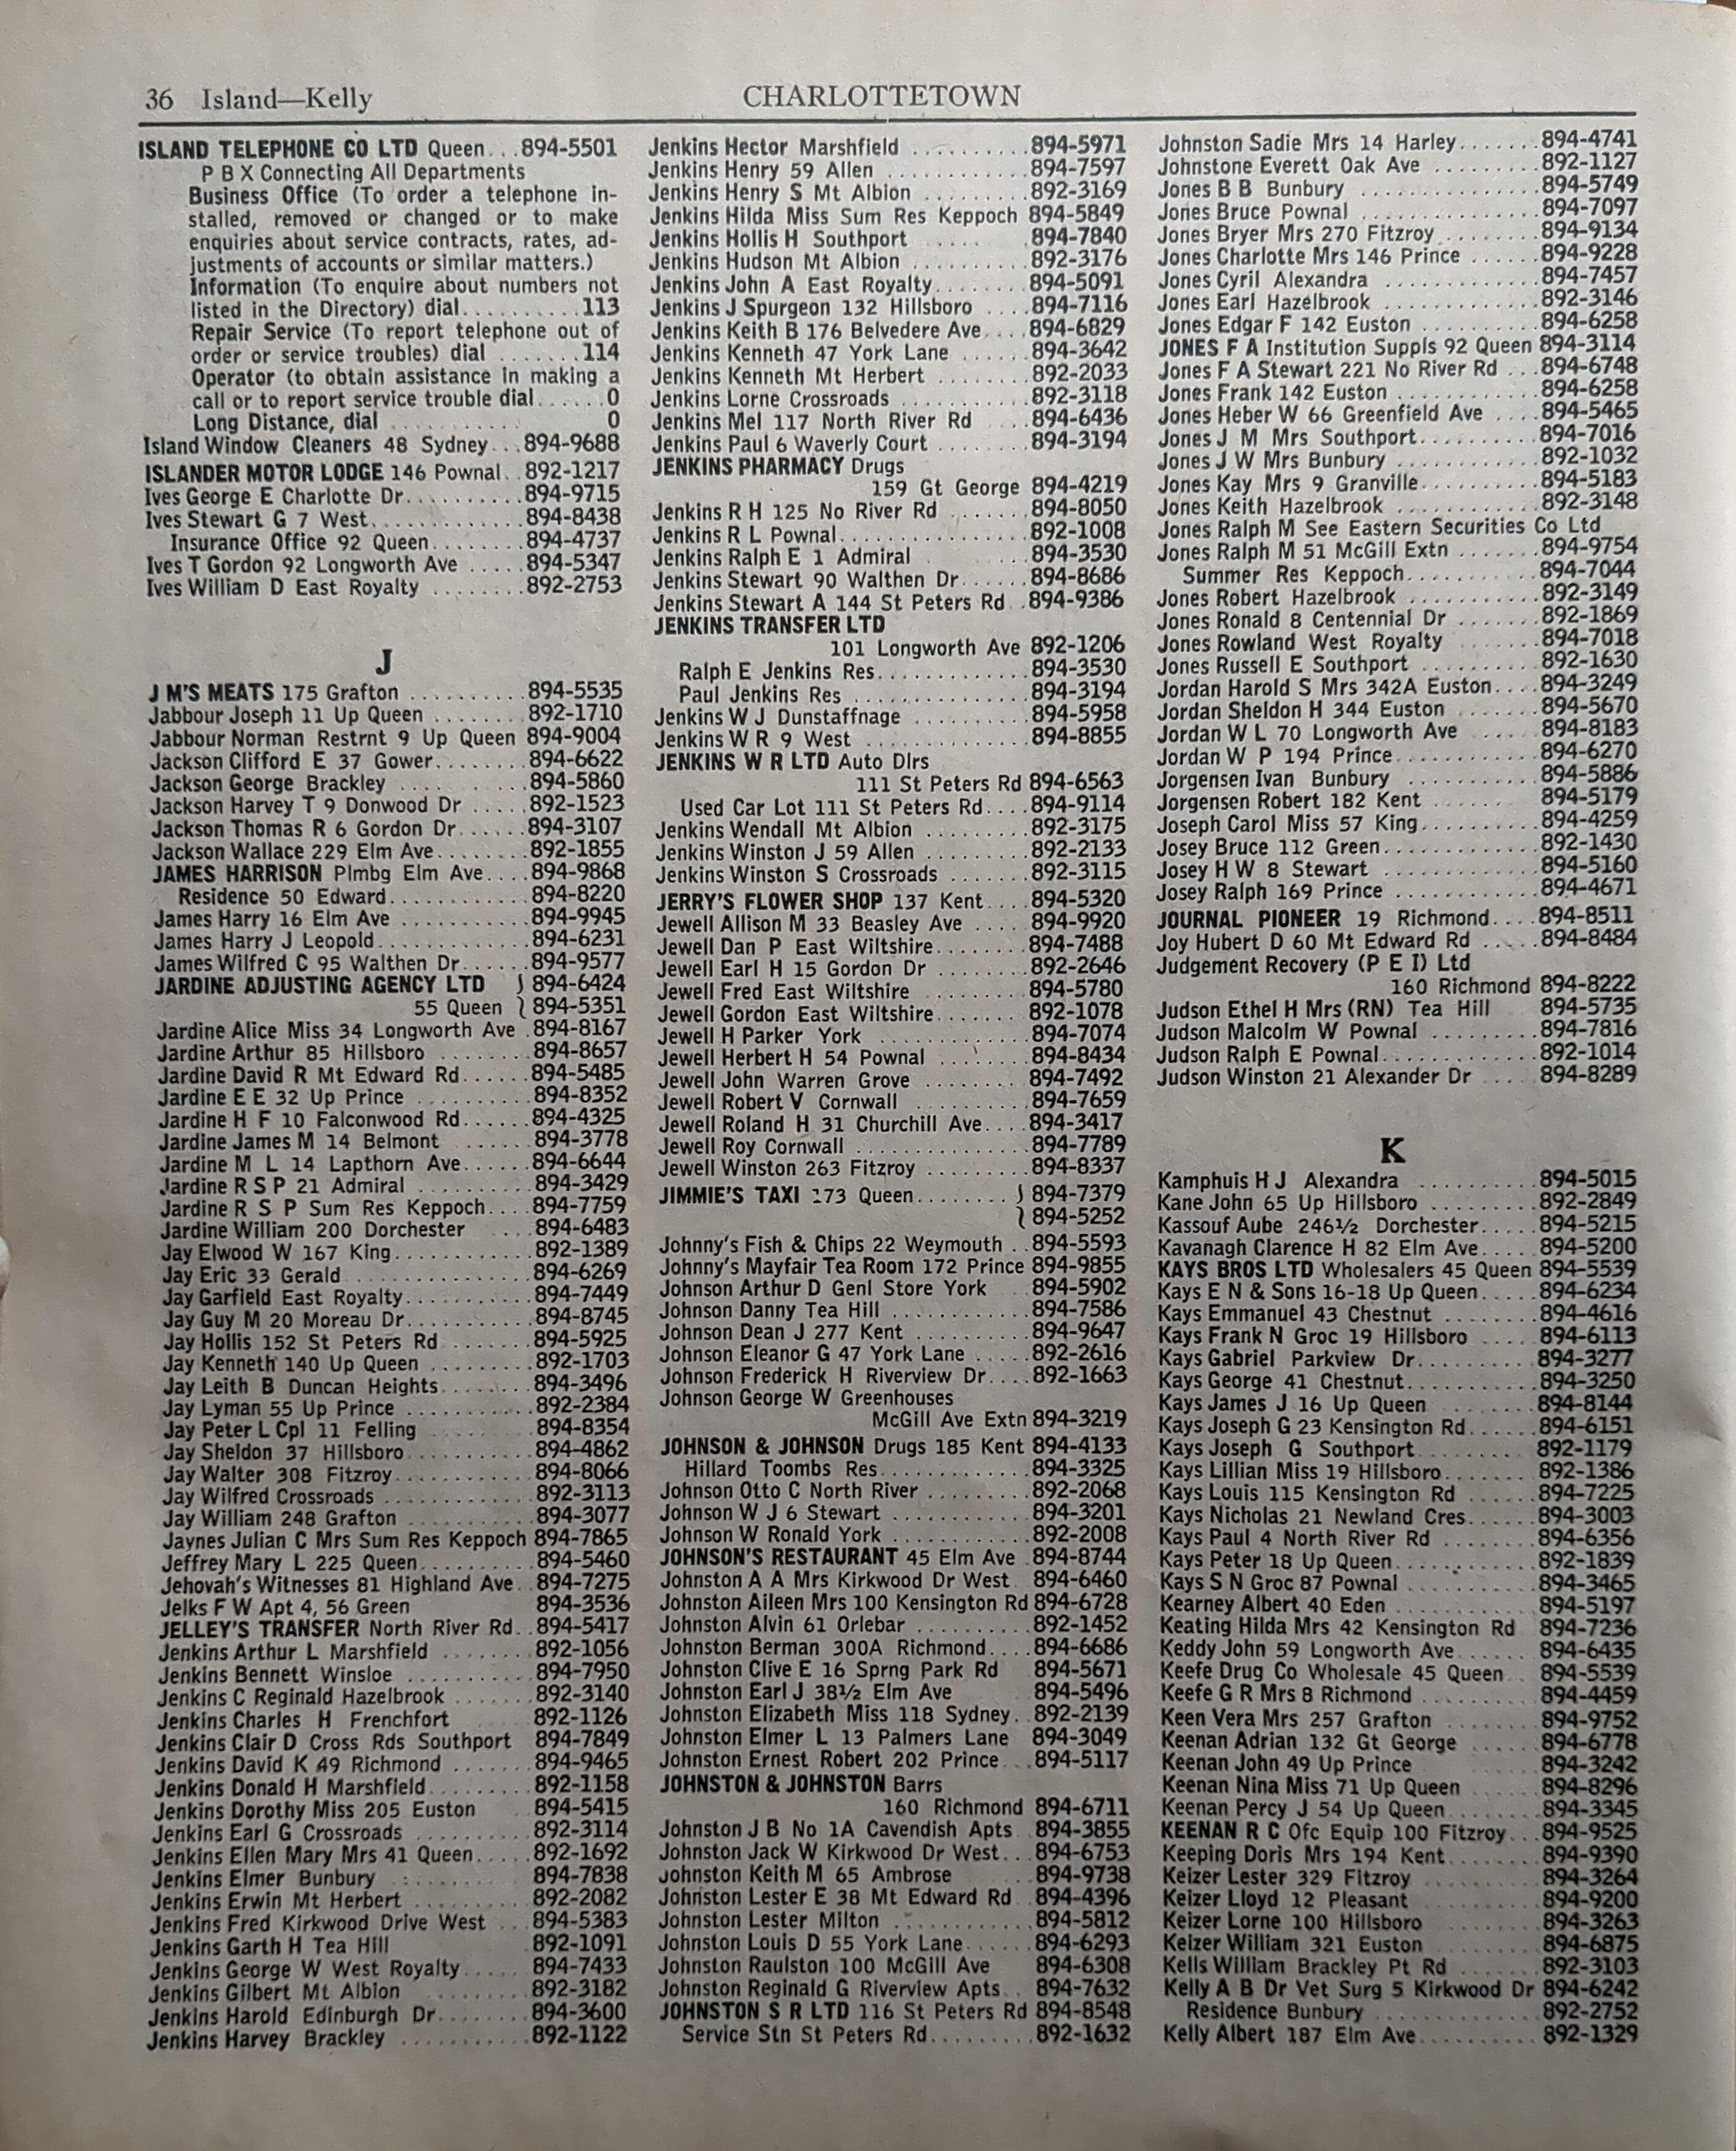 36 Island—Kelly
CHARLOTTETOWN
ISLAND TELEPHONE CO LTD Queen...894-5501
P B X Connecting All Departments
Business Office (To order a telephone in-
stalled, removed or changed or to make
enquiries about service contracts, rates, ad-
justments of accounts or similar matters.)
Information (To enquire about numbers not
listed in the Directory) dial..........113
Repair Service (To report telephone out of
order or service troubles) dial .......114
Operator (to obtain assistance in making a
call or to report service trouble dial......0
Long Distance, dial ........... 0
Island Window Cleaners 48 Sydney...894-9688
ISLANDER MOTOR LODGE 146 Pownal..892-1217
Ives George E Charlotte Dr..........894-9715
Ives Stewart G 7 West.............894-8438
Insurance Office 92 Queen........894-4737
Ives T Gordon 92 Longworth Ave .....894-5347
Ives William D East Royalty ........892-2753
J
J M'S MEATS 175 Grafton ..........894-5535
Jabbour Joseph 11 Up Queen ........892-1710
Jabbour Norman Restrnt 9 Up Queen 894-9004
Jackson Clifford E 37 Gower........894-6622
Jackson George Brackley .... .......894-5860
Jackson Harvey T 9 Donwood Dr .....892-1523
Jackson Thomas R 6 Gordon Dr......894-3107
Jackson Wallace 229 Elm Ave........892-1855
JAMES HARRISON Plmbg Elm Ave....894-9868
Residence 50 Edward............894-8220
James Harry 16 Elm Ave ...........894-9945
James Harry J Leopold.............894-6231
James Wilfred C 95 Walthen Dr......894-9577
JARDINE ADJUSTING AGENCY LTD { 894-6424
55 Queen { 894-5351
Jardine Alice Miss 34 Longworth Ave .894-8167
Jardine Arthur 85 Hillsboro ........894-8657
Jardine David R Mt Edward Rd......894-5485
Jardine E E 32 Up Prince ..........894-8352
Jardine H F 10 Falconwood Rd......894-4325
Jardine James M 14 Belmont ......894-3778
Jardine M L 14 Lapthorn Ave......894-6644
Jardine R S P 21 Admiral ..........894-3429
Jardine R S P Sum Res Keppoch....894-7759
Jardine William 200 Dorchester ....894-6483
Jay Elwood W 167 King............892-1389
Jay Eric 33 Gerald ...............894-6269
Jay Garfield East Royalty...........894-7449
Jay Guy M 20 Moreau Dr...........894-8745
Jay Hollis 152 St Peters Rd ........894-5925
Jay Kenneth 140 Up Queen .........892-1703
Jay Leith B Duncan Heights........894-3496
Jay Lyman 55 Up Prince ...........892-2384
Jay Peter L Cpl 11 Felling ..........894-8354
Jay Sheldon 37 Hillsboro...........894-4862
Jay Walter 308 Fitzroy............894-8066
Jay Wilfred Crossroads ............892-3113
Jay William 248 Grafton ..........894-3077
Jaynes Julian C Mrs Sum Res Keppoch 894-7865
Jeffrey Mary L 225 Queen..........894-5460
Jehovah's Witnesses 81 Highland Ave..894-7275
Jelks F W Apt 4, 56 Green 894-3536
JELLEY'S TRANSFER North River Rd..894-5417
Jenkins Arthur L Marshfield ........892-1056
Jenkins Bennett Winsloe ...........894-7950
Jenkins C Reginald Hazelbrook .......892-3140
Jenkins Charles H Frenchfort 892-1126
Jenkins Clair D Cross Rds Southport 894-7849
Jenkins David K 49 Richmond .......894-9465
Jenkins Donald H Marshfield.........892-1158
Jenkins Dorothy Miss 205 Euston 894-5415
Jenkins Earl G Crossroads ..........892-3114
Jenkins Ellen Mary Mrs 41 Queen.....892-1692
Jenkins Elmer Bunbury ............894-7838
Jenkins Erwin Mt Herbert ..........892-2082
Jenkins Fred Kirkwood Drive West ...894-5383
Jenkins Garth H Tea Hill 892-1091
Jenkins George W West Royalty.....894-7433
Jenkins Gilbert Mt Albion .........892-3182
Jenkins Harold Edinburgh Dr........894-3600
Jenkins Harvey Brackley ...........892-1122
Jenkins Hector Marshfield ..........894-5971
Jenkins Henry 59 Allen ............894-7597
Jenkins Henry S Mt Albion .........892-3169
Jenkins Hilda Miss Sum Res Keppoch 894-5849
Jenkins Hollis H Southport ..... .894-7840
Jenkins Hudson Mt Albion ..........892-3176
Jenkins John A East Royalty........894-5091
Jenkins J Spurgeon 132 Hillsboro ....894-7116
Jenkins Keith B 176 Belvedere Ave....894-6829
Jenkins Kenneth 47 York Lane ......894-3642
Jenkins Kenneth Mt Herbert ........892-2033
Jenkins Lorne Crossroads ...........892-3118
Jenkins Mel 117 North River Rd ....894-6436
Jenkins Paul 6 Waverly Court ........894-3194
JENKINS PHARMACY Drugs
159 Gt George 894-4219
Jenkins R H 125 No River Rd .......894-8050
Jenkins R L Pownal................892-1008
Jenkins Ralph E 1 Admiral .........894-3530
Jenkins Stewart 90 Walthen Dr......894-8686
Jenkins Stewart A 144 St Peters Rd .894-9386
JENKINS TRANSFER LTD
101 Longworth Ave 892-1206
Ralph E Jenkins Res.............894-3530
Paul Jenkins Res ...............894-3194
Jenkins W J Dunstaffnage ..........894-5958
Jenkins W R 9 West ..............894-8855
JENKINS W R LTD Auto Dlrs
111 St Peters Rd 894-6563
Used Car Lot 111 St Peters Rd....894-9114
Jenkins Wendall Mt Albion .........892-3175
Jenkins Winston J 59 Allen .........892-2133
Jenkins Winston S Crossroads .......892-3115
JERRY'S FLOWER SHOP 137 Kent....894-5320
Jewell Allison M 33 Beasley Ave .....894-9920
Jewell Dan P East Wiltshire........894-7488
Jewell Earl H 15 Gordon Dr ........892-2646
Jewell Fred East Wiltshire .........894-5780
Jewell Gordon East Wiltshire.......892-1078
Jewell H Parker York .............894-7074
Jewell Herbert H 54 Pownal ........894-8434
Jewell John Warren Grove .........894-7492
Jewell Robert V Cornwall ..........894-7659
Jewell Roland H 31 Churchill Ave....894-3417
Jewell Roy Cornwall ...............894-7789
Jewell Winston 263 Fitzroy .........894-8337
JIMMIE'S TAXI 173 Queen........ { 894-7379
{ 894-5252
Johnny's Fish & Chips 22 Weymouth ..894-5593
Johnny's Mayfair Tea Room 172 Prince 894-9855
Johnson Arthur D Genl Store York ...894-5902
Johnson Danny Tea Hill ............894-7586
Johnson Dean J 277 Kent ..........894-9647
Johnson Eleanor G 47 York Lane .....892-2616
Johnson Frederick H Riverview Dr....892-1663
Johnson George W Greenhouses
McGill Ave Extn 894-3219
JOHNSON & JOHNSON Drugs 185 Kent 894-4133
Hillard Toombs Res.............894-3325
Johnson Otto C North River .........892-2068
Johnson W J 6 Stewart ............894-3201
Johnson W Ronald York ............892-2008
JOHNSON'S RESTAURANT 45 Elm Ave .894-8744
Johnston A A Mrs Kirkwood Dr West 894-6460
Johnston Aileen Mrs 100 Kensington Rd 894-6728
Johnston Alvin 61 Orlebar ..........892-1452
Johnston Berman 300A Richmond....894-6686
Johnston Clive E 16 Sprng Park Rd 894-5671
Johnston Earl J 38½ Elm Ave 894-5496
Johnston Elizabeth Miss 118 Sydney..892-2139
Johnston Elmer L 13 Palmers Lane 894-3049
Johnston Ernest Robert 202 Prince...894-5117
JOHNSTON & JOHNSTON Barrs
160 Richmond 894-6711
Johnston J B No 1A Cavendish Apts 894-3855
Johnston Jack W Kirkwood Dr West...894-6753
Johnston Keith M 65 Ambrose 894-9738
Johnston Lester E 38 Mt Edward Rd 894-4396
Johnston Lester Milton ............894-5812
Johnston Louis D 55 York Lane......894-6293
Johnston Raulston 100 McGill Ave 894-6308
Johnston Reginald G Riverview Apts..894-7632
JOHNSTON S R LTD 116 St Peters Rd 894-8548
Service Stn St Peters Rd.........892-1632
Johnston Sadie Mrs 14 Harley.......894-4741
Johnstone Everett Oak Ave .........892-1127
Jones B B Bunbury ...............894-5749
Jones Bruce Pownal ...............894-7097
Jones Bryer Mrs 270 Fitzroy.........894-9134
Jones Charlotte Mrs 146 Prince ......894-9228
Jones Cyril Alexandra .............894-7457
Jones Earl Hazelbrook .............892-3146
Jones Edgar F 142 Euston ..........894-6258
JONES F A Institution Suppls 92 Queen 894-3114
Jones F A Stewart 221 No River Rd ...894-6748
Jones Frank 142 Euston ............894-6258
Jones Heber W 66 Greenfield Ave ....894-5465
Jones J M Mrs Southport..........894-7016
Jones J W Mrs Bunbury ............892-1032
Jones Kay Mrs 9 Granville..........894-5183
Jones Keith Hazelbrook ............892-3148
Jones Ralph M See Eastern Securities Co Ltd
Jones Ralph M 51 McGill Extn .......894-9754
Summer Res Keppoch...........894-7044
Jones Robert Hazelbrook ...........892-3149
Jones Ronald 8 Centennial Dr .......892-1869
Jones Rowland West Royalty .......894-7018
Jones Russell E Southport ..........892-1630
Jordan Harold S Mrs 342A Euston....894-3249
Jordan Sheldon H 344 Euston .......894-5670
Jordan W L 70 Longworth Ave .....894-8183
Jordan W P 194 Prince............894-6270
Jorgensen Ivan Bunbury ...........894-5886
Jorgensen Robert 182 Kent ........894-5179
Joseph Carol Miss 57 King..........894-4259
Josey Bruce 112 Green.............892-1430
Josey H W 8 Stewart .............894-5160
Josey Ralph 169 Prince ............894-4671
JOURNAL PIONEER 19 Richmond....894-8511
Joy Hubert D 60 Mt Edward Rd .....894-8484
Judgement Recovery (P E I) Ltd
160 Richmond 894-8222
Judson Ethel H Mrs (RN) Tea Hill 894-5735
Judson Malcolm W Pownal .........894-7816
Judson Ralph E Pownal.............892-1014
Judson Winston 21 Alexander Dr ....894-8289
K
Kamphuis H J Alexandra ..........894-5015
Kane John 65 Up Hillsboro .........892-2849
Kassouf Aube 246½ Dorchester.....894-5215
Kavanagh Clarence H 82 Elm Ave.....894-5200
KAYS BROS LTD Wholesalers 45 Queen 894-5539
Kays E N & Sons 16-18 Up Queen.....894-6234
Kays Emmanuel 43 Chestnut ........894-4616
Kays Frank N Groc 19 Hillsboro ....894-6113
Kays Gabriel Parkview Dr..........894-3277
Kays George 41 Chestnut...........894-3250
Kays James J 16 Up Queen ........894-8144
Kays Joseph G 23 Kensington Rd......894-6151
Kays Joseph G Southport.........892-1179
Kays Lillian Miss 19 Hillsboro.......892-1386
Kays Louis 115 Kensington Rd ......894-7225
Kays Nicholas 21 Newland Cres......894-3003
Kays Paul 4 North River Rd ........894-6356
Kays Peter 18 Up Queen............892-1839
Kays S N Groc 87 Pownal ..........894-3465
Kearney Albert 40 Eden ...........894-5197
Keating Hilda Mrs 42 Kensington Rd 894-7236
Keddy John 59 Longworth Ave......894-6435
Keefe Drug Co Wholesale 45 Queen..894-5539
Keefe G R Mrs 8 Richmond .........894-4459
Keen Vera Mrs 257 Grafton ........894-9752
Keenan Adrian 132 Gt George ......894-6778
Keenan John 49 Up Prince 894-3242
Keenan Nina Miss 71 Up Queen .....894-8296
Keenan Percy J 54 Up Queen........894-3345
KEENAN R C Ofc Equip 100 Fitzroy...894-9525
Keeping Doris Mrs 194 Kent........894-9390
Keizer Lester 329 Fitzroy ..........894-3264
Keizer Lloyd 12 Pleasant ..........894-9200
Keizer Lorne 100 Hillsboro ........894-3263
Keizer William 321 Euston ........894-6875
Kells William Brackley Pt Rd .......892-3103
Kelly A B Dr Vet Surg 5 Kirkwood Dr 894-6242
Residence Bunbury .............892-2752
Kelly Albert 187 Elm Ave..........892-1329